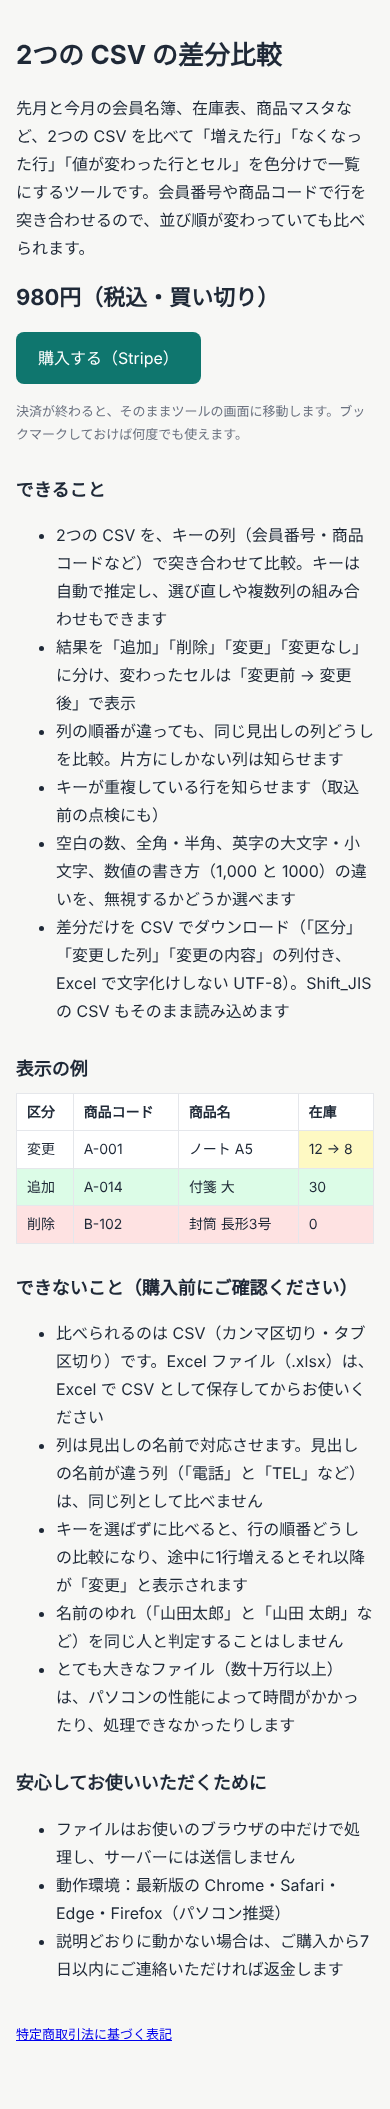 2つの CSV の差分比較
先月と今月の会員名簿、在庫表、商品マスタな
ど、2つの CSV を比べて「増えた行」「なくなっ
た行」「値が変わった行とセル」を色分けで一覧
にするツールです。会員番号や商品コードで行を
突き合わせるので、並び順が変わっていても比べ
られます。
980円（税込・買い切り）
購入する（Stripe）
決済が終わると、そのままツールの画面に移動します。ブッ
クマークしておけば何度でも使えます。
できること
• 2つの CSV を、キーの列（会員番号・商品
コードなど）で突き合わせて比較。キーは
自動で推定し、選び直しや複数列の組み合
わせもできます
• 結果を「追加」「削除」「変更」「変更なし」
に分け、変わったセルは「変更前 → 変更
後」で表示
• 列の順番が違っても、同じ見出しの列どうし
を比較。片方にしかない列は知らせます
• キーが重複している行を知らせます（取込
前の点検にも）
• 空白の数、全角・半角、英字の大文字・小
文字、数値の書き方（1,000 と 1000）の違
いを、無視するかどうか選べます
• 差分だけを CSV でダウンロード（「区分」
「変更した列」「変更の内容」の列付き、
Excel で文字化けしない UTF-8）。Shift_JIS
の CSV もそのまま読み込めます
表示の例
区分 商品コード 商品名 在庫
変更 A-001 ノート A5 12 → 8
追加 A-014 付箋 大 30
削除 B-102 封筒 長形3号 0
できないこと（購入前にご確認ください）
• 比べられるのは CSV（カンマ区切り・タブ
区切り）です。Excel ファイル（.xlsx）は、
Excel で CSV として保存してからお使いく
ださい
• 列は見出しの名前で対応させます。見出し
の名前が違う列（「電話」と「TEL」など）
は、同じ列として比べません
• キーを選ばずに比べると、行の順番どうし
の比較になり、途中に1行増えるとそれ以降
が「変更」と表示されます
• 名前のゆれ（「山田太郎」と「山田 太朗」な
ど）を同じ人と判定することはしません
• とても大きなファイル（数十万行以上）
は、パソコンの性能によって時間がかかっ
たり、処理できなかったりします
安心してお使いいただくために
• ファイルはお使いのブラウザの中だけで処
理し、サーバーには送信しません
• 動作環境：最新版の Chrome・Safari・
Edge・Firefox（パソコン推奨）
• 説明どおりに動かない場合は、ご購入から7
日以内にご連絡いただければ返金します
特定商取引法に基づく表記